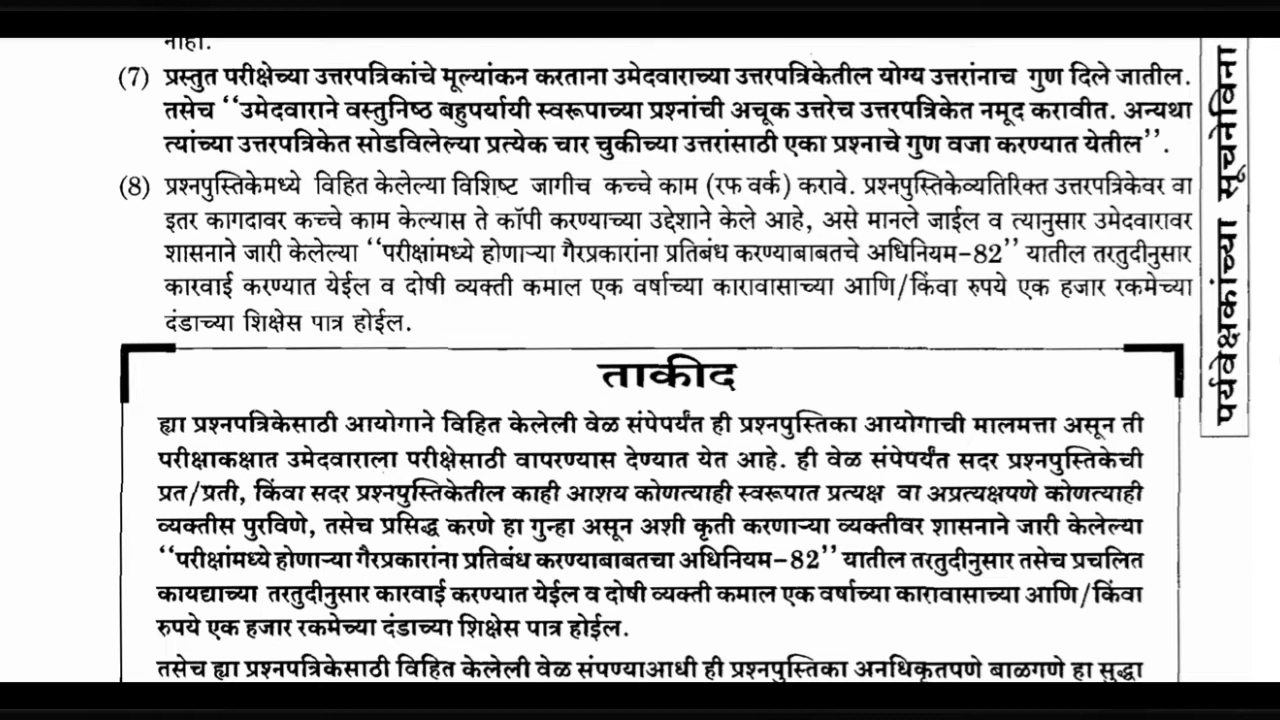 नाही.
(7) प्रस्तुत परीक्षेच्या उत्तरपत्रिकांचे मूल्यांकन करताना उमेदवाराच्या उत्तरपत्रिकेतील योग्य उत्तरांनाच गुण दिले जातील.
तसेच ‘‘उमेदवाराने वस्तुनिष्ठ बहुपर्यायी स्वरूपाच्या प्रश्नांची अचूक उत्तरेच उत्तरपत्रिकेत नमूद करावीत. अन्यथा
त्यांच्या उत्तरपत्रिकेत सोडविलेल्या प्रत्येक चार चुकीच्या उत्तरांसाठी एका प्रश्नाचे गुण वजा करण्यात येतील’’.
(8) प्रश्नपुस्तिकेमध्ये विहित केलेल्या विशिष्ट जागीच कच्चे काम (रफ वर्क) करावे. प्रश्नपुस्तिकेव्यतिरिक्त उत्तरपत्रिकेवर वा
इतर कागदावर कच्चे काम केल्यास ते कॉपी करण्याच्या उद्देशाने केले आहे, असे मानले जाईल व त्यानुसार उमेदवारावर
शासनाने जारी केलेल्या ‘‘परीक्षांमध्ये होणाऱ्या गैरप्रकारांना प्रतिबंध करण्याबाबतचे अधिनियम-82’’ यातील तरतुदीनुसार
कारवाई करण्यात येईल व दोषी व्यक्ती कमाल एक वर्षाच्या कारावासाच्या आणि/किंवा रुपये एक हजार रकमेच्या
दंडाच्या शिक्षेस पात्र होईल.
ताकीद
ह्या प्रश्नपत्रिकेसाठी आयोगाने विहित केलेली वेळ संपेपर्यंत ही प्रश्नपुस्तिका आयोगाची मालमत्ता असून ती
परीक्षाकक्षात उमेदवाराला परीक्षेसाठी वापरण्यास देण्यात येत आहे. ही वेळ संपेपर्यंत सदर प्रश्नपुस्तिकेची
प्रत/प्रती, किंवा सदर प्रश्नपुस्तिकेतील काही आशय कोणत्याही स्वरूपात प्रत्यक्ष वा अप्रत्यक्षपणे कोणत्याही
व्यक्तीस पुरविणे, तसेच प्रसिद्ध करणे हा गुन्हा असून अशी कृती करणाऱ्या व्यक्तीवर शासनाने जारी केलेल्या
‘‘परीक्षांमध्ये होणाऱ्या गैरप्रकारांना प्रतिबंध करण्याबाबतचा अधिनियम-82’’ यातील तरतुदीनुसार तसेच प्रचलित
कायद्याच्या तरतुदीनुसार कारवाई करण्यात येईल व दोषी व्यक्ती कमाल एक वर्षाच्या कारावासाच्या आणि/किंवा
रुपये एक हजार रकमेच्या दंडाच्या शिक्षेस पात्र होईल.
तसेच ह्या प्रश्नपत्रिकेसाठी विहित केलेली वेळ संपण्याआधी ही प्रश्नपुस्तिका अनधिकृतपणे बाळगणे हा सुद्धा
पर्यवेक्षकांच्या सूचनेविना